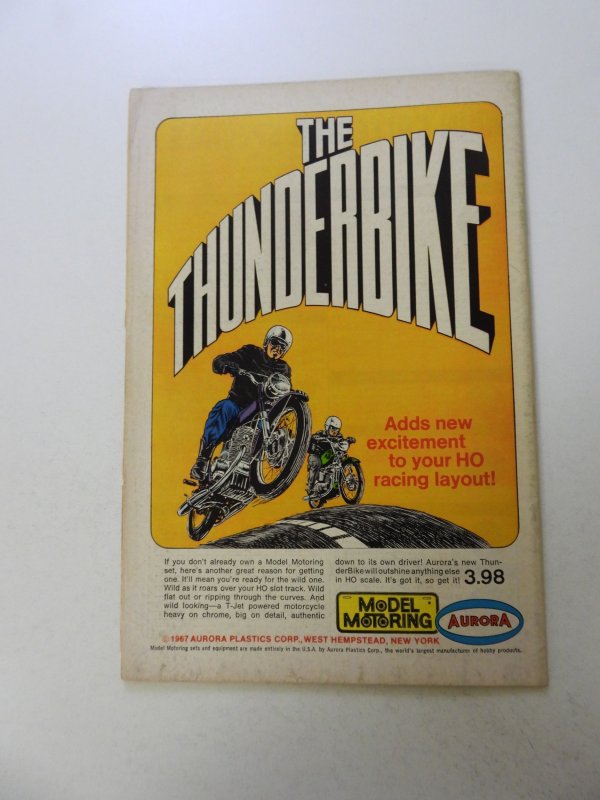 THE
THUNDERBIKE
Adds new
excitement
to your HO
racing layout!
If you don't already own a Model Motoring
set, here's another great reason for getting
one. It'll mean you're ready for the wild one.
Wild as it roars over your HO slot track. Wild
flat out or ripping through the curves. And
wild looking—a T-Jet powered motorcycle
heavy on chrome, big on detail, authentic
down to its own driver! Aurora's new Thun-
derBike will outshine anything else
in HO scale. It's got it, so get it! 3.98
MODEL
MOTORING
AURORA
© 1967 AURORA PLASTICS CORP., WEST HEMPSTEAD, NEW YORK
Model Motoring sets and equipment are made entirely in the U.S.A. by Aurora Plastics Corp., the world's largest manufacturer of hobby products.